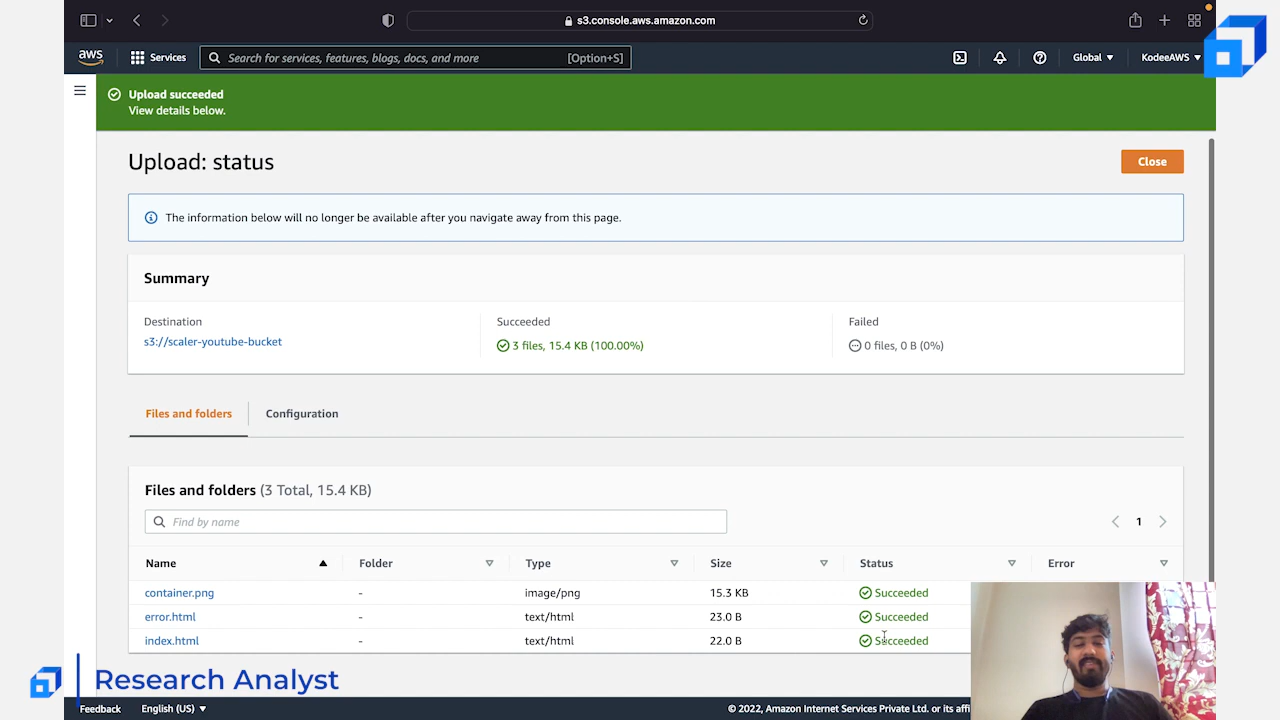 s3.console.aws.amazon.com
aws
Services
Search for services, features, blogs, docs, and more [Option+S]
Global
KodeeAWS
Upload succeeded
View details below.
Upload: status
Close
The information below will no longer be available after you navigate away from this page.
Summary
Destination
s3://scaler-youtube-bucket
Succeeded
3 files, 15.4 KB (100.00%)
Failed
0 files, 0 B (0%)
Files and folders
Configuration
Files and folders (3 Total, 15.4 KB)
Find by name
1
Name Folder Type Size Status Error
container.png - image/png 15.3 KB Succeeded
error.html - text/html 23.0 B Succeeded
index.html - text/html 22.0 B Succeeded
Research Analyst
Feedback English (US) © 2022, Amazon Internet Services Private Ltd. or its affi